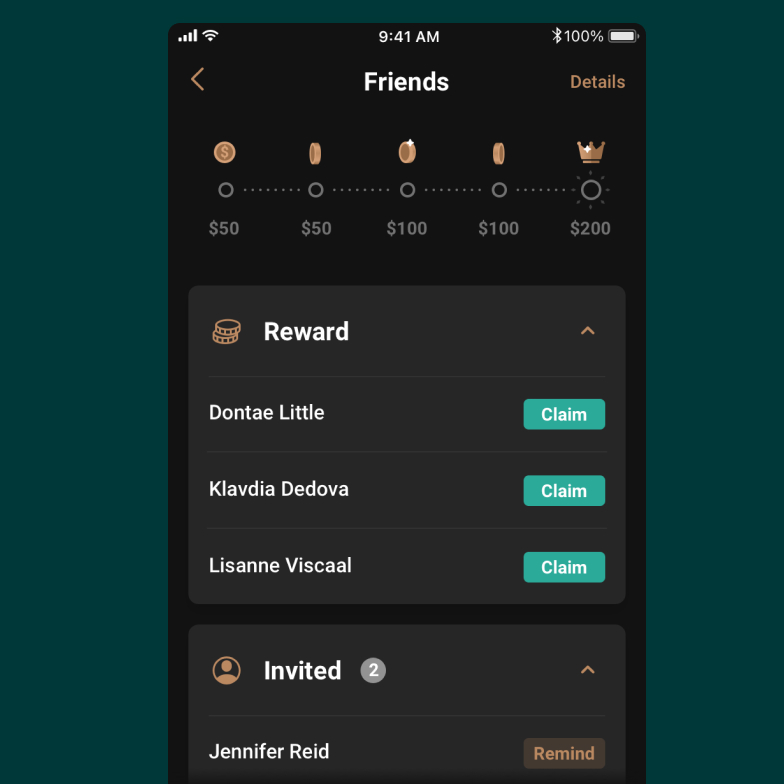 9:41 AM 100%
Friends Details
$50 $50 $100 $100 $200
Reward
Dontae Little Claim
Klavdia Dedova Claim
Lisanne Viscaal Claim
Invited 2
Jennifer Reid Remind